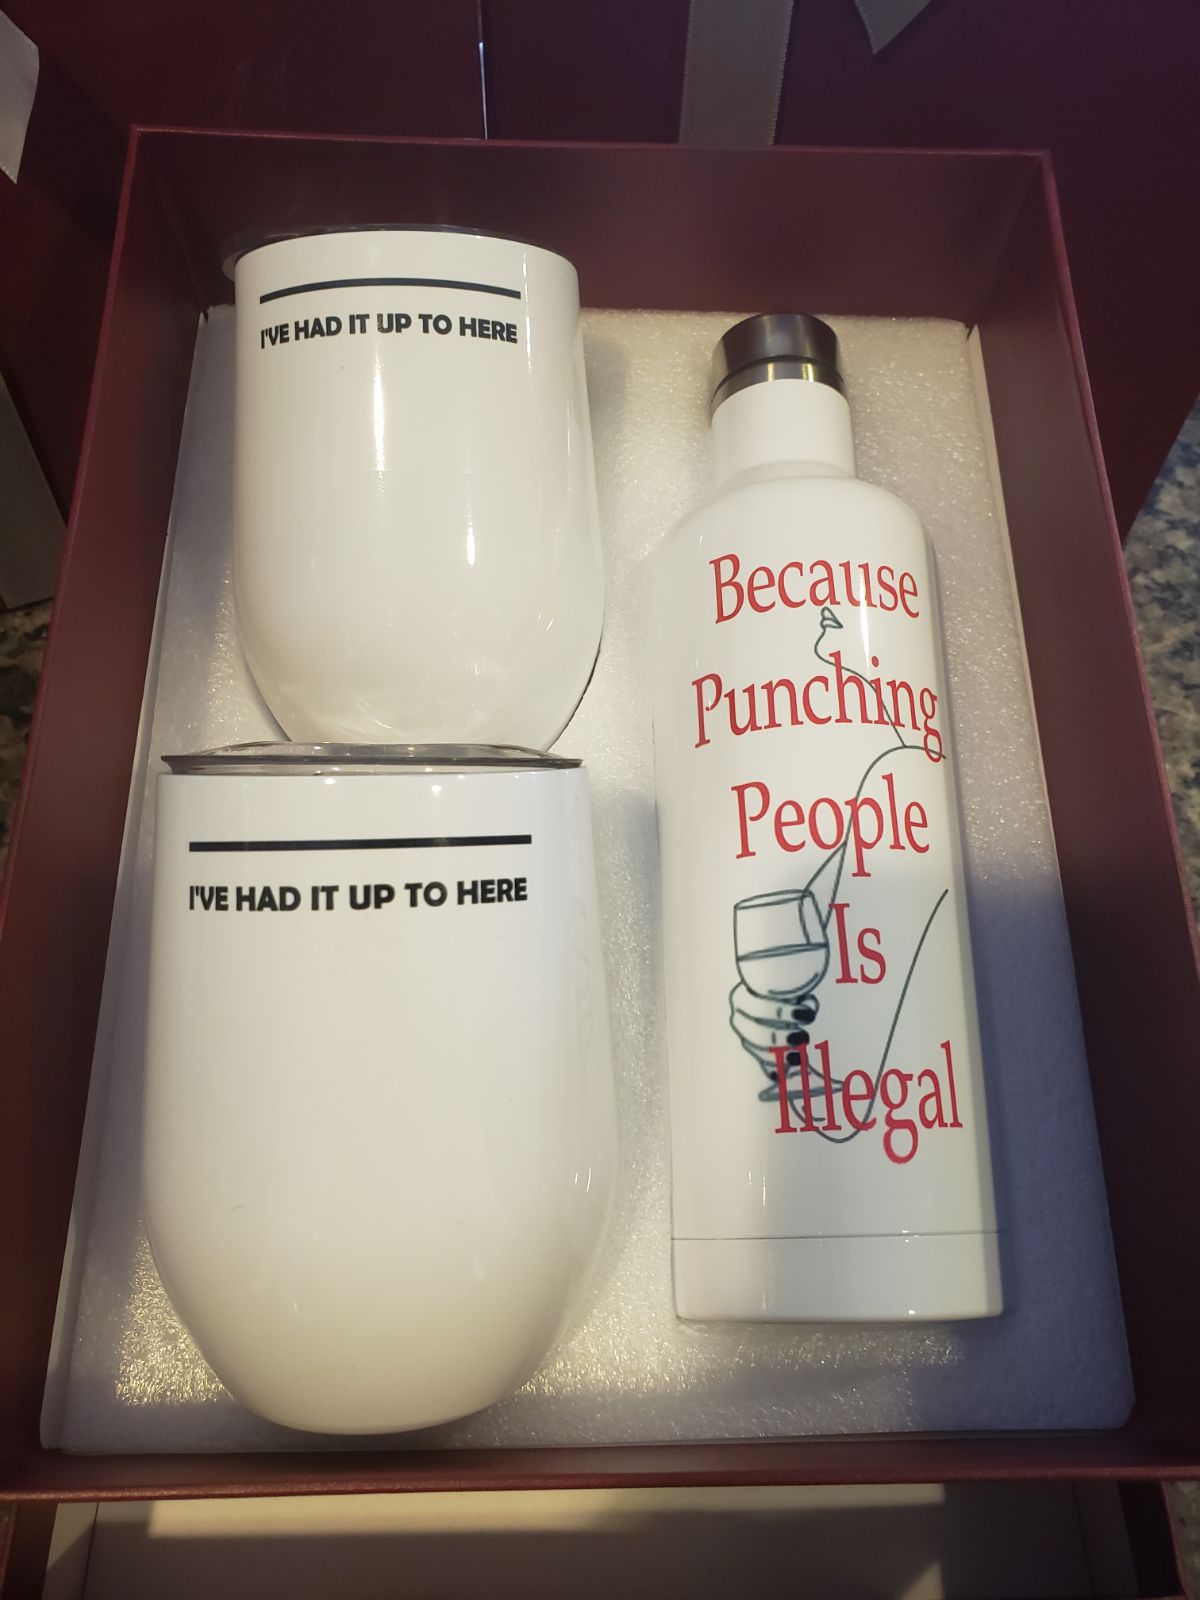 I'VE HAD IT UP TO HERE
I'VE HAD IT UP TO HERE
Because
Punching
People
Is
Illegal